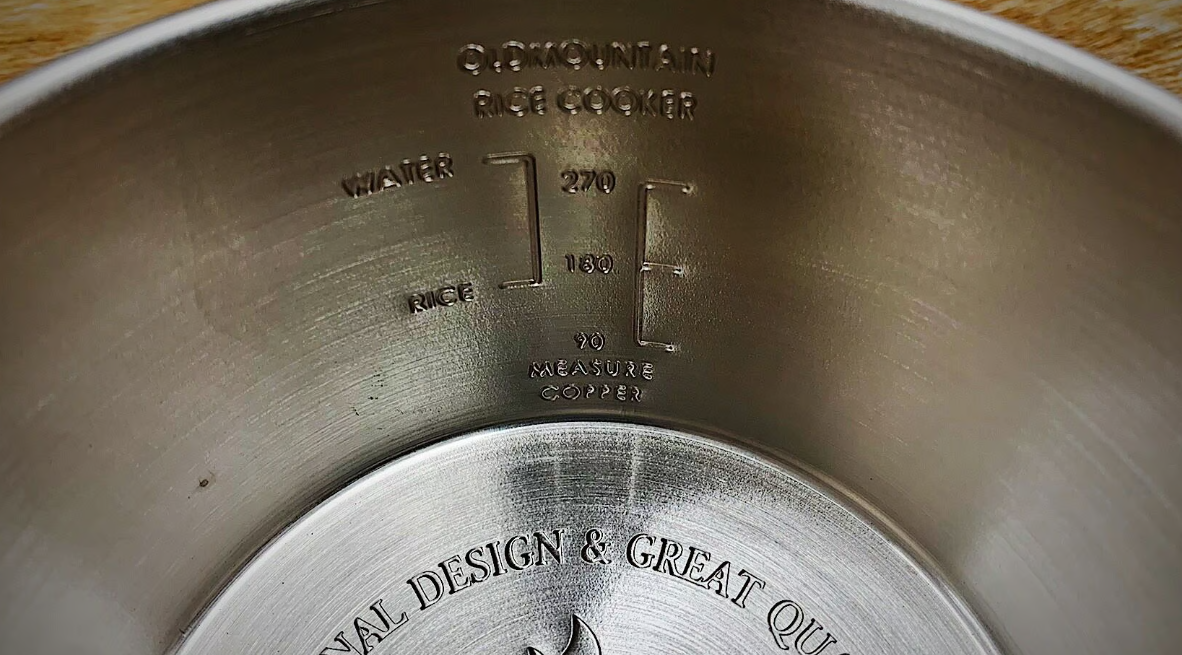 OLDMOUNTAIN
RICE COOKER
WATER 270
180
RICE
90
MEASURE
COPPER
NAL DESIGN & GREAT QU